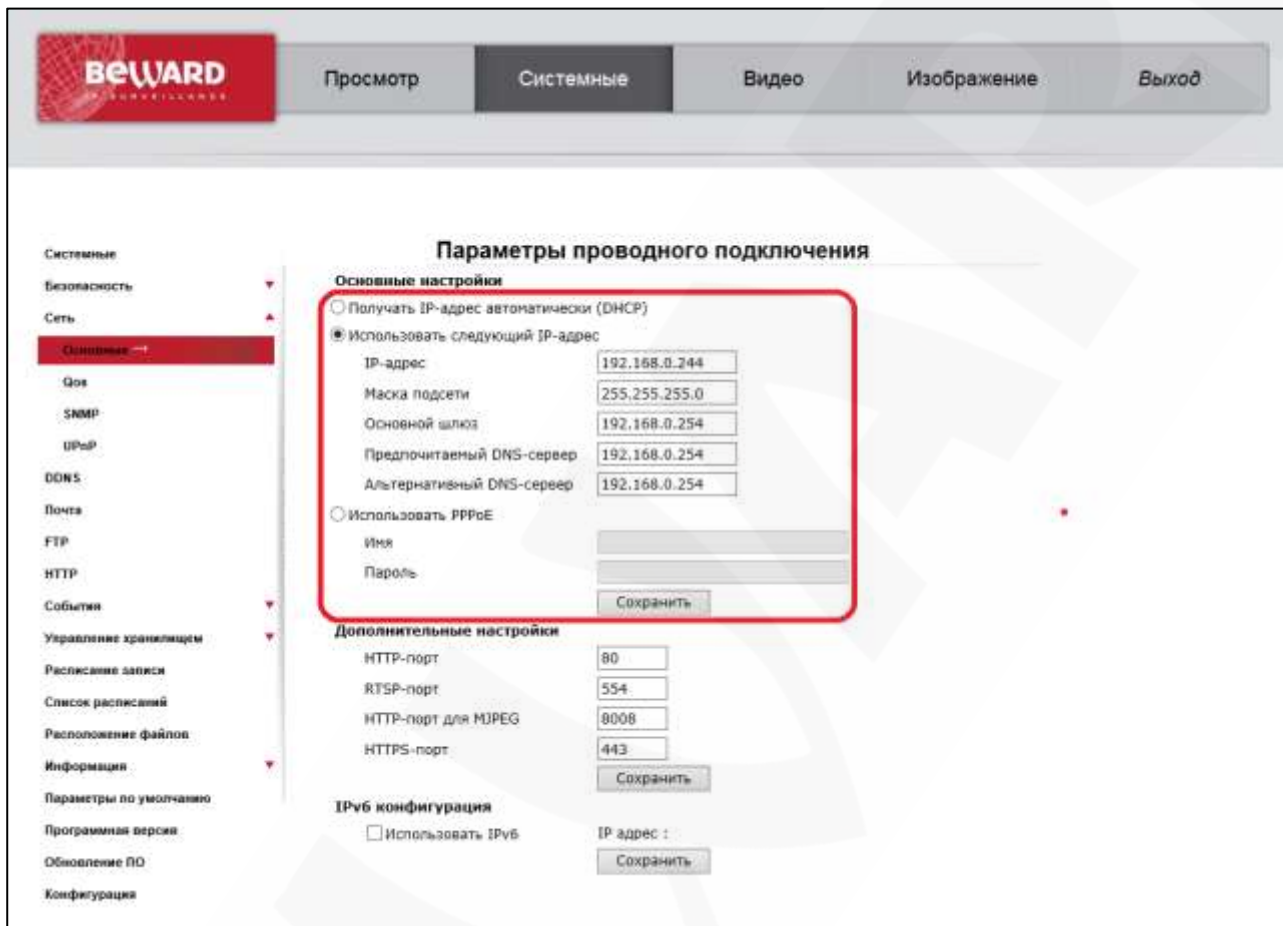 BEWARD
IP SURVEILLANCE
Просмотр
Системные
Видео
Изображение
Выход
Системные
Безопасность
Сеть
Основные →
Qos
SNMP
UPnP
DDNS
Почта
FTP
HTTP
События
Управление хранилищем
Расписание записи
Список расписаний
Расположение файлов
Информация
Параметры по умолчанию
Программная версия
Обновление ПО
Конфигурация
Параметры проводного подключения
Основные настройки
Получать IP-адрес автоматически (DHCP)
Использовать следующий IP-адрес
IP-адрес 192.168.0.244
Маска подсети 255.255.255.0
Основной шлюз 192.168.0.254
Предпочитаемый DNS-сервер 192.168.0.254
Альтернативный DNS-сервер 192.168.0.254
Использовать PPPoE
Имя
Пароль
Сохранить
Дополнительные настройки
HTTP-порт 80
RTSP-порт 554
HTTP-порт для MJPEG 8008
HTTPS-порт 443
Сохранить
IPv6 конфигурация
Использовать IPv6 IP адрес :
Сохранить